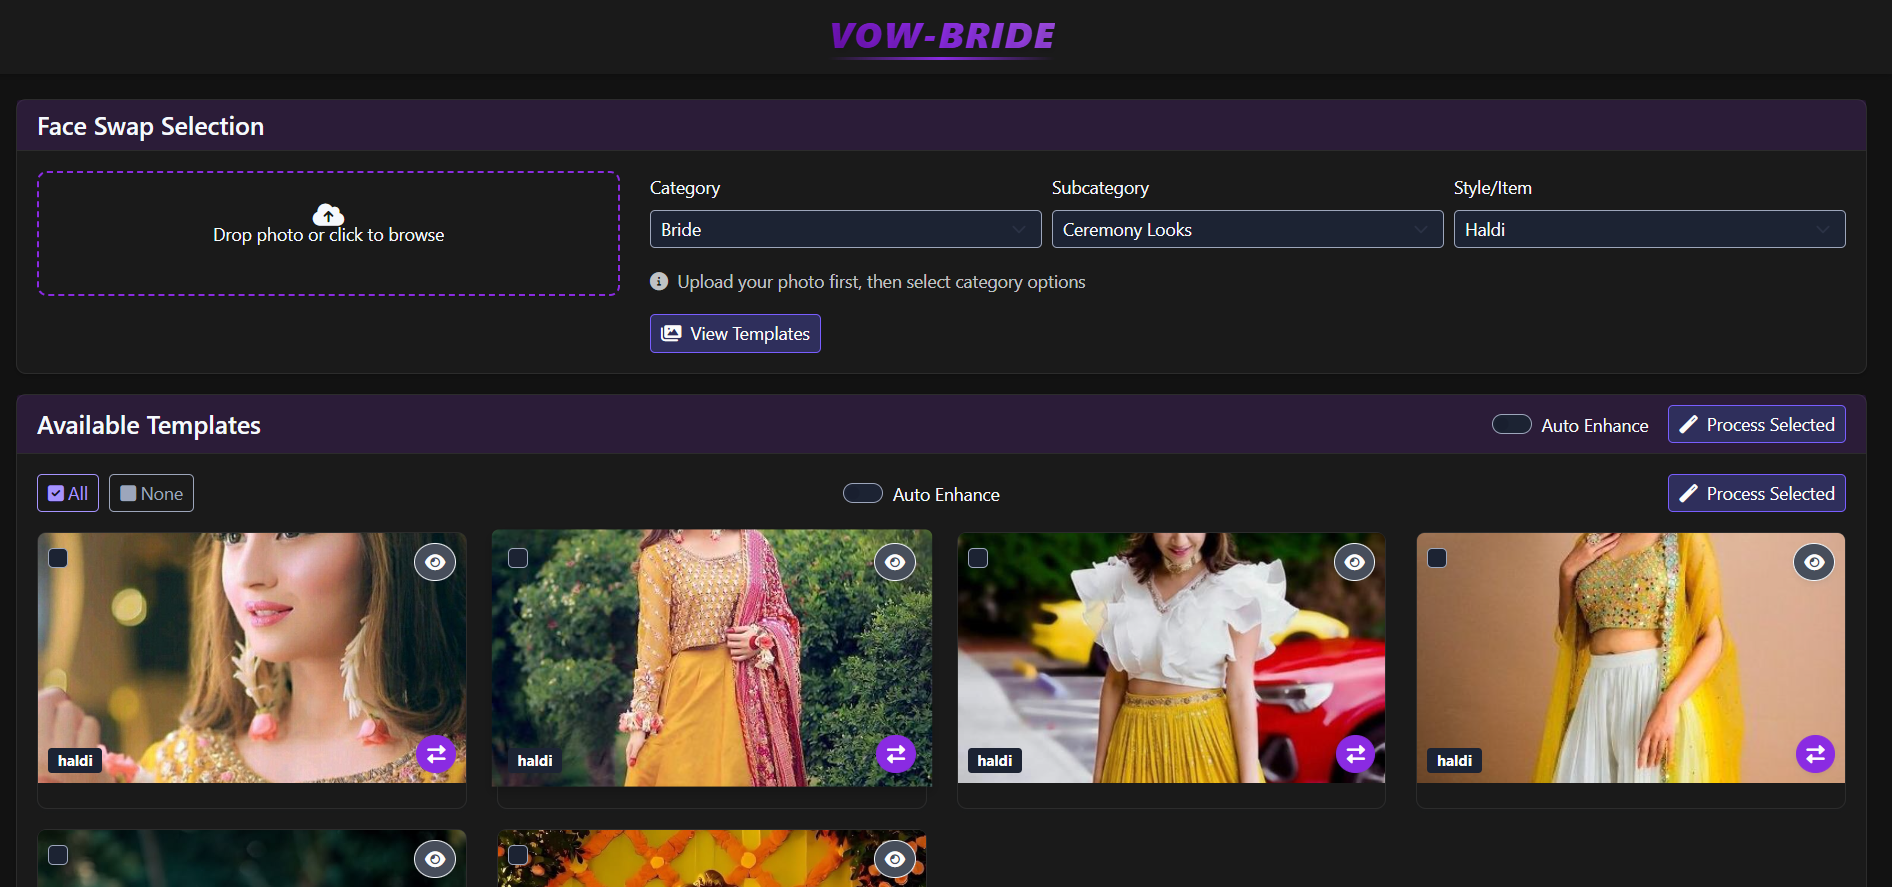 VOW-BRIDE
Face Swap Selection
Drop photo or click to browse
Category
Subcategory
Style/Item
Bride
Ceremony Looks
Haldi
Upload your photo first, then select category options
View Templates
Available Templates
Auto Enhance
Process Selected
All
None
Auto Enhance
Process Selected
haldi
haldi
haldi
haldi